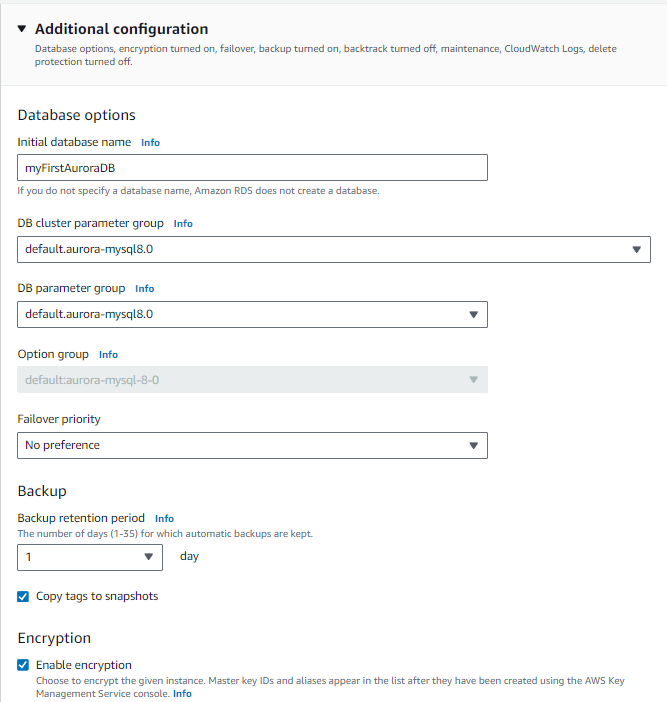 Additional configuration
Database options, encryption turned on, failover, backup turned on, backtrack turned off, maintenance, CloudWatch Logs, delete
protection turned off.
Database options
Initial database name Info
myFirstAuroraDB
If you do not specify a database name, Amazon RDS does not create a database.
DB cluster parameter group Info
default.aurora-mysql8.0
DB parameter group Info
default.aurora-mysql8.0
Option group Info
default:aurora-mysql-8-0
Failover priority
No preference
Backup
Backup retention period Info
The number of days (1-35) for which automatic backups are kept.
1 day
Copy tags to snapshots
Encryption
Enable encryption
Choose to encrypt the given instance. Master key IDs and aliases appear in the list after they have been created using the AWS Key
Management Service console. Info